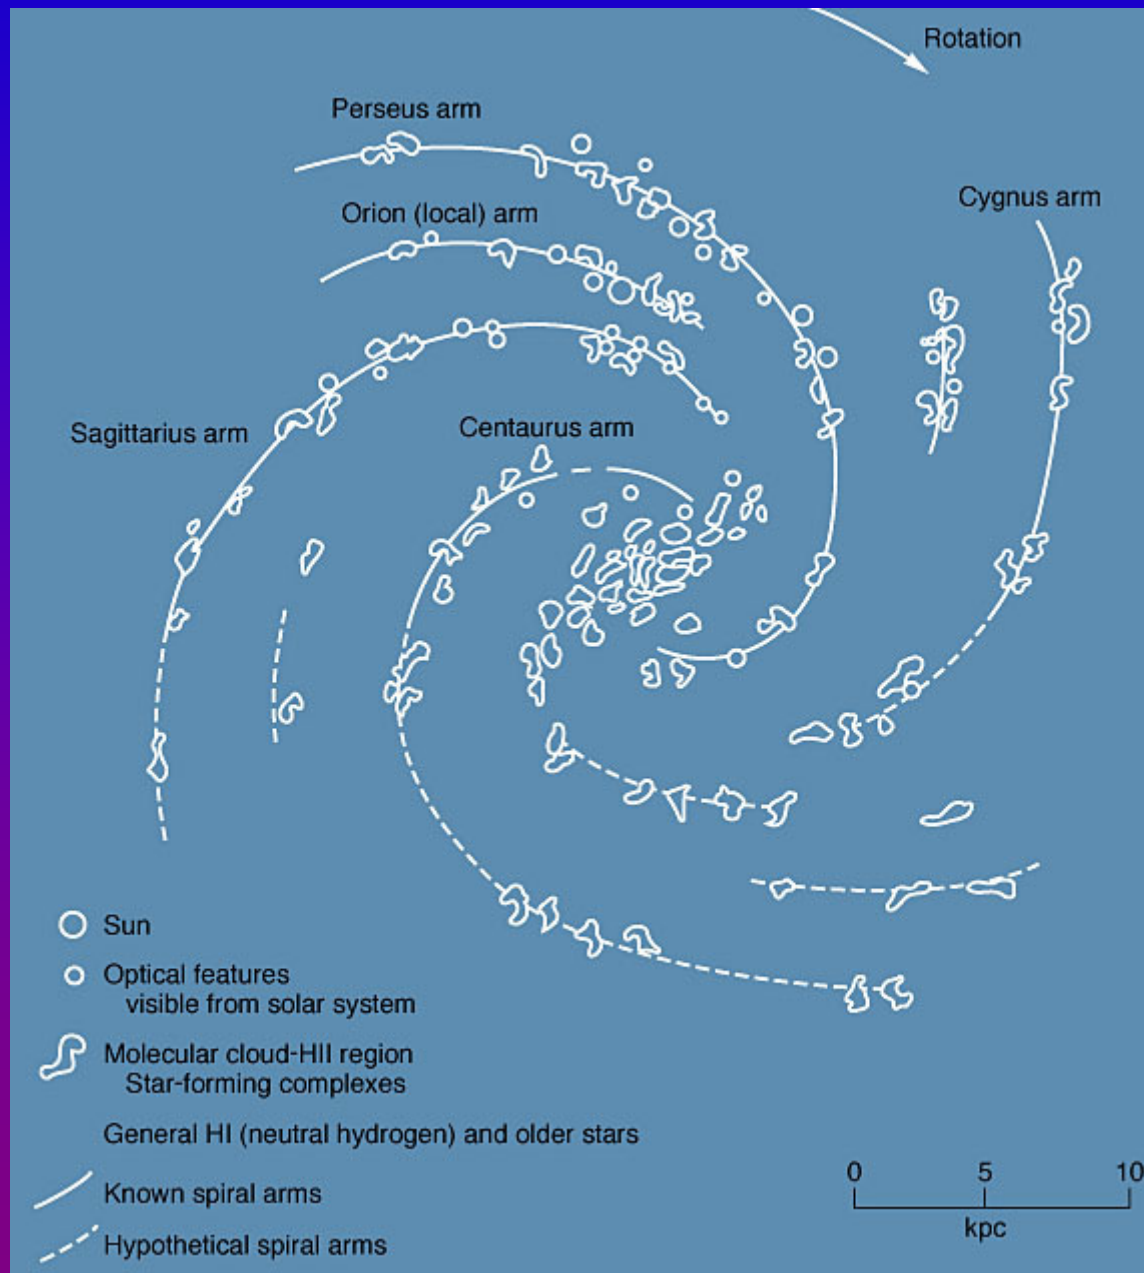 Rotation
Perseus arm
Cygnus arm
Orion (local) arm
Sagittarius arm
Centaurus arm
Sun
Optical features
visible from solar system
Molecular cloud-HII region
Star-forming complexes
General HI (neutral hydrogen) and older stars
Known spiral arms
Hypothetical spiral arms
0 5 10
kpc